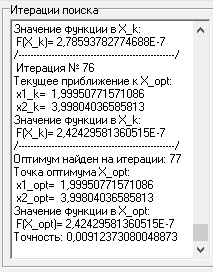 Итерации поиска
Значение функции в X_k:
F(X_k)= 2,78593782774688E-7
/--------------------------------------------/
Итерация № 76
Текущее приближение к X_opt:
x1_k= 1,99950771571086
x2_k= 3,99804036585813
Значение функции в X_k:
F(X_k)= 2,42429581360515E-7
/--------------------------------------------/
Оптимум найден на итерации: 77
Точка оптимума X_opt:
x1_opt= 1,99950771571086
x2_opt= 3,99804036585813
Значение функции в X_opt:
F(X_opt)= 2,42429581360515E-7
Точность: 0,00912373080048873